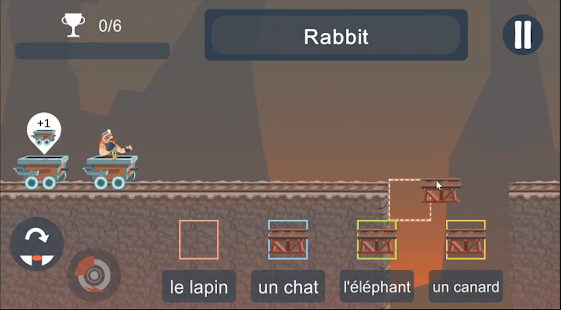 0/6
Rabbit
+1
le lapin
un chat
l'éléphant
un canard